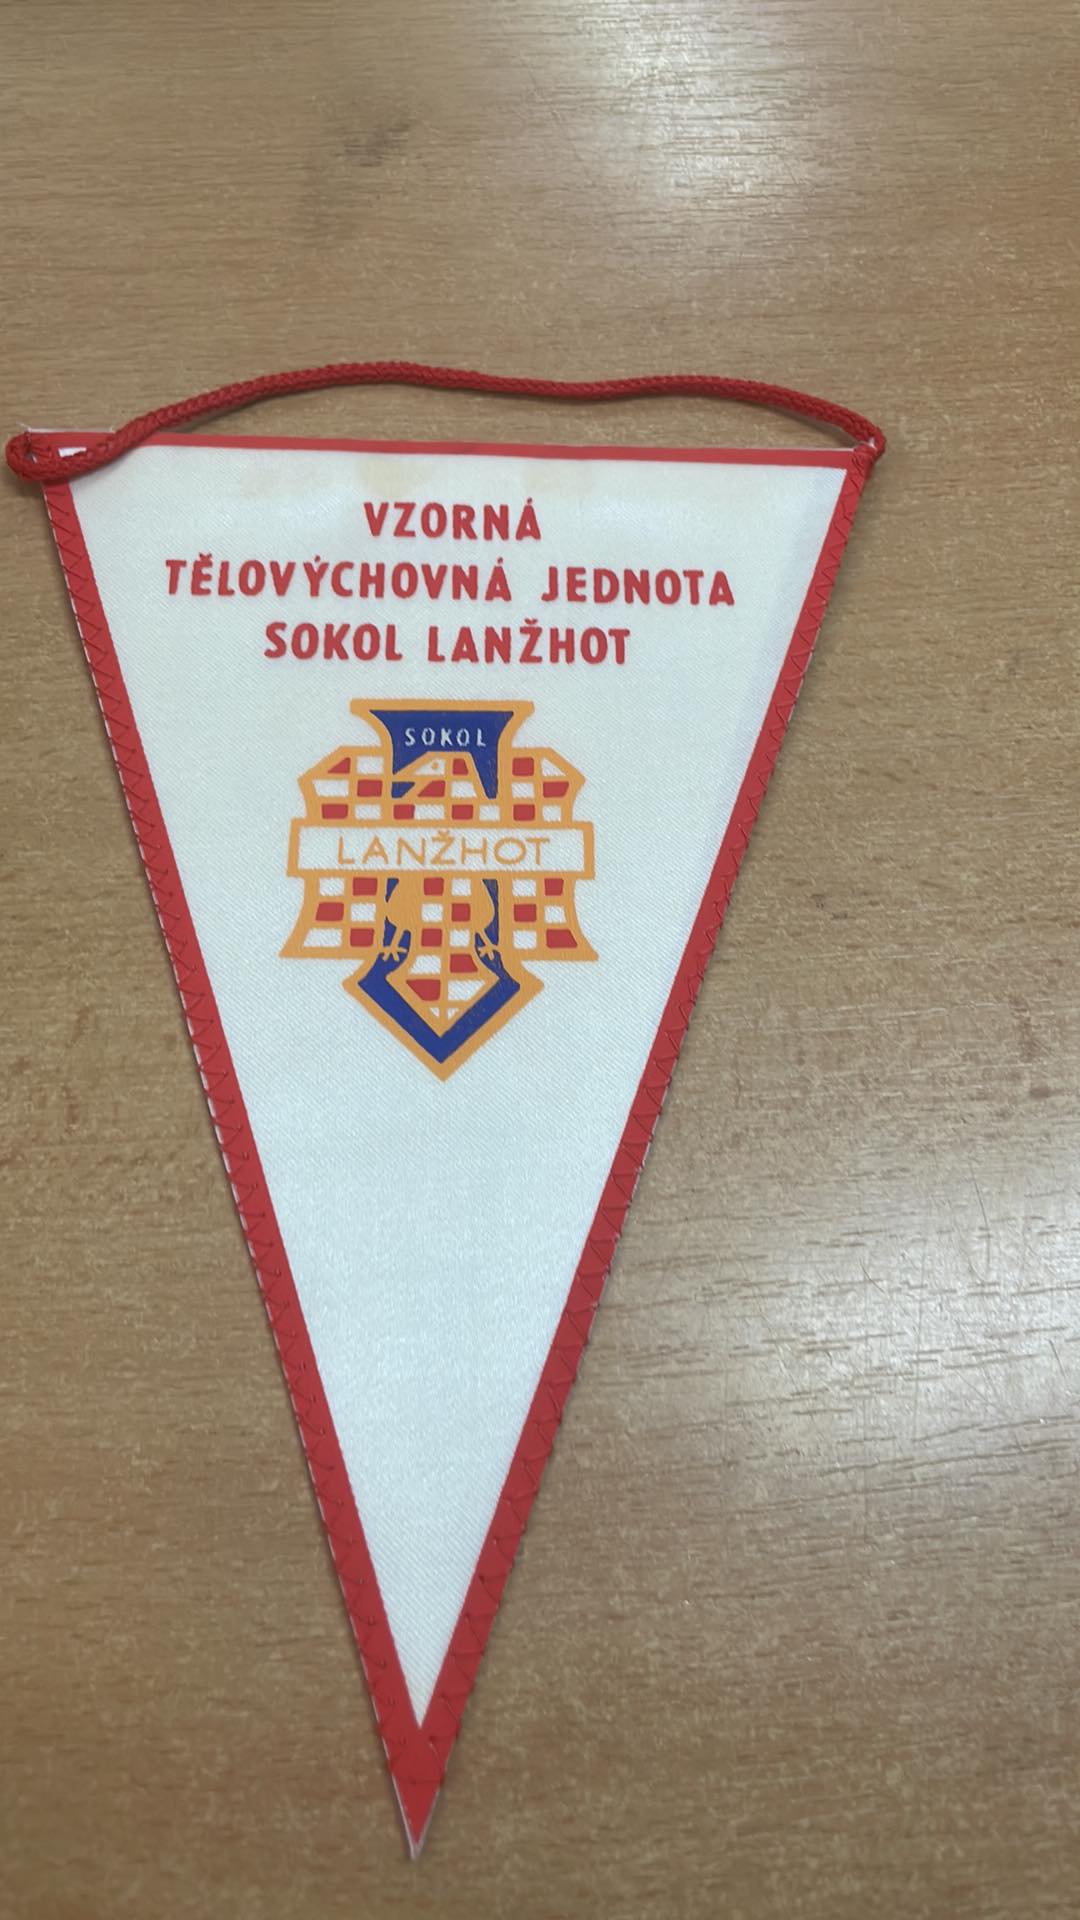 VZORNÁ
TĚLOVÝCHOVNÁ JEDNOTA
SOKOL LANŽHOT
SOKOL
LANŽHOT